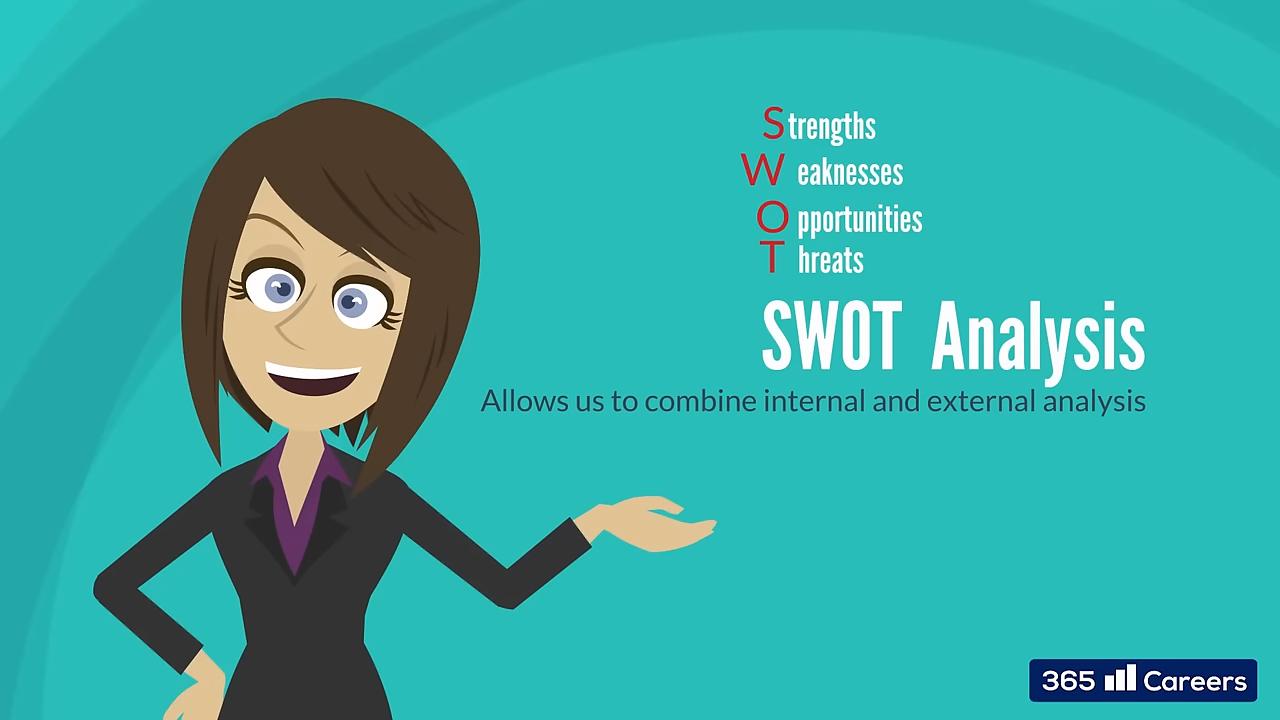 Strengths
Weaknesses
Opportunities
Threats
SWOT Analysis
Allows us to combine internal and external analysis
365 Careers